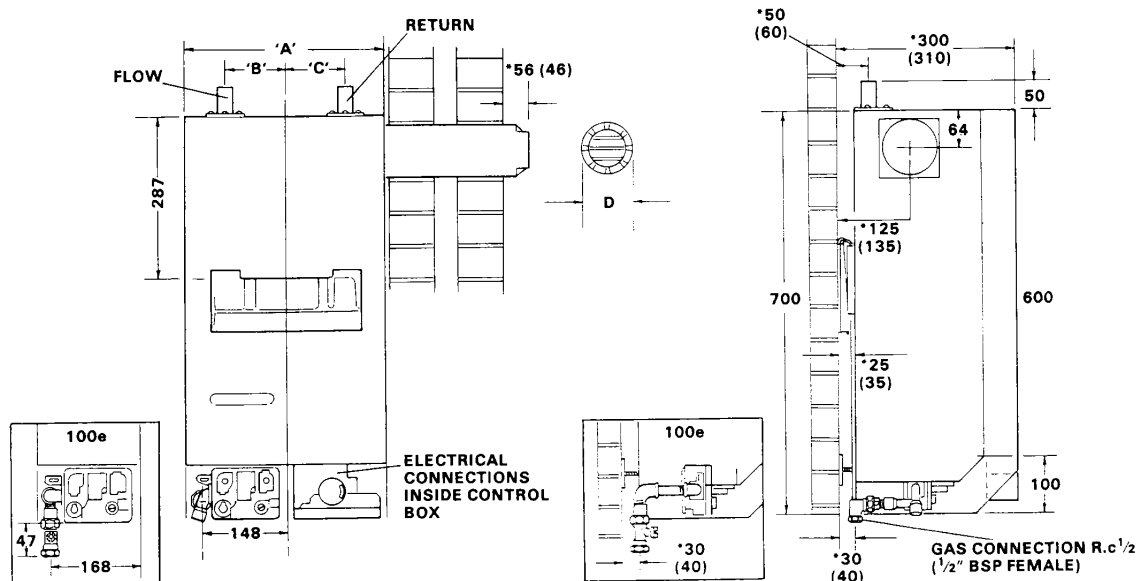 RETURN
'A'
'B'
'C'
FLOW
*56 (46)
287
D
100e
47
168
148
ELECTRICAL
CONNECTIONS
INSIDE CONTROL
BOX
100e
*30
(40)
*50
(60)
*300
(310)
50
64
*125
(135)
700
600
*25
(35)
100
*30
(40)
GAS CONNECTION R.c 1/2
(1/2" BSP FEMALE)